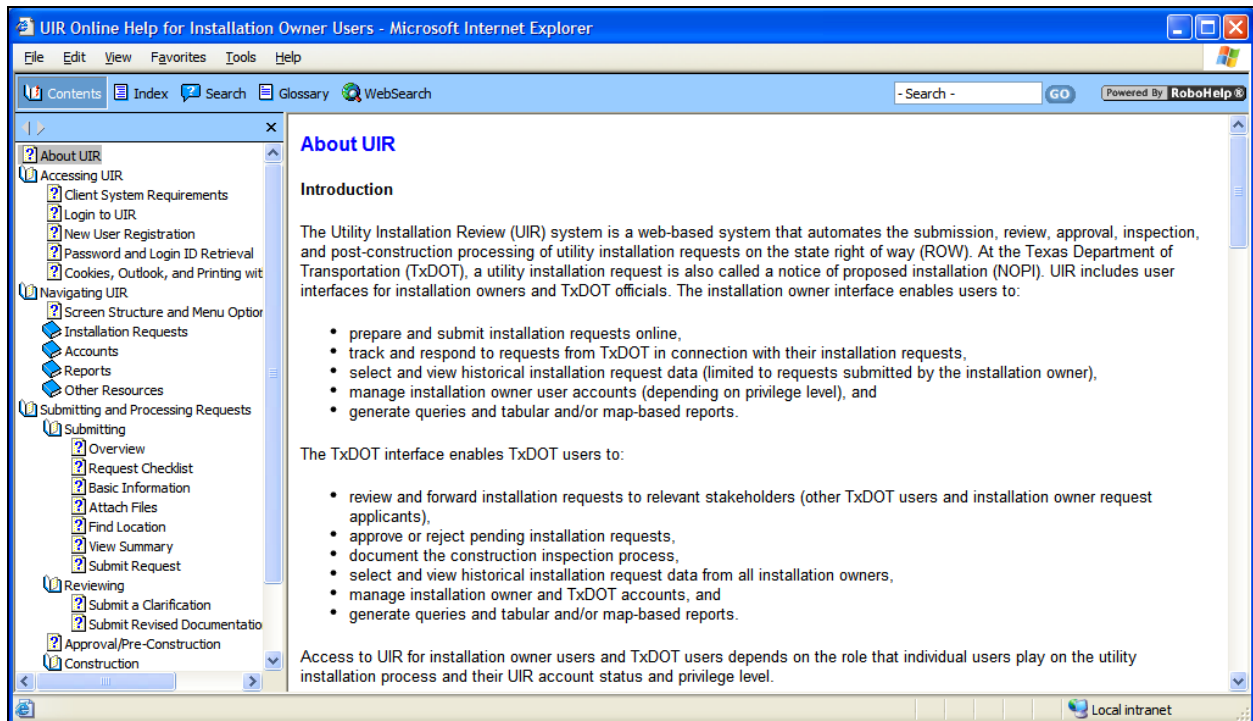 UIR Online Help for Installation Owner Users - Microsoft Internet Explorer
File Edit View Favorites Tools Help
Contents Index Search Glossary WebSearch - Search - GO Powered By RoboHelp®
About UIR
Accessing UIR
Client System Requirements
Login to UIR
New User Registration
Password and Login ID Retrieval
Cookies, Outlook, and Printing wit
Navigating UIR
Screen Structure and Menu Option
Installation Requests
Accounts
Reports
Other Resources
Submitting and Processing Requests
Submitting
Overview
Request Checklist
Basic Information
Attach Files
Find Location
View Summary
Submit Request
Reviewing
Submit a Clarification
Submit Revised Documentatio
Approval/Pre-Construction
Construction
About UIR
Introduction
The Utility Installation Review (UIR) system is a web-based system that automates the submission, review, approval, inspection,
and post-construction processing of utility installation requests on the state right of way (ROW). At the Texas Department of
Transportation (TxDOT), a utility installation request is also called a notice of proposed installation (NOPI). UIR includes user
interfaces for installation owners and TxDOT officials. The installation owner interface enables users to:
• prepare and submit installation requests online,
• track and respond to requests from TxDOT in connection with their installation requests,
• select and view historical installation request data (limited to requests submitted by the installation owner),
• manage installation owner user accounts (depending on privilege level), and
• generate queries and tabular and/or map-based reports.
The TxDOT interface enables TxDOT users to:
• review and forward installation requests to relevant stakeholders (other TxDOT users and installation owner request
applicants),
• approve or reject pending installation requests,
• document the construction inspection process,
• select and view historical installation request data from all installation owners,
• manage installation owner and TxDOT accounts, and
• generate queries and tabular and/or map-based reports.
Access to UIR for installation owner users and TxDOT users depends on the role that individual users play on the utility
installation process and their UIR account status and privilege level.
Local intranet